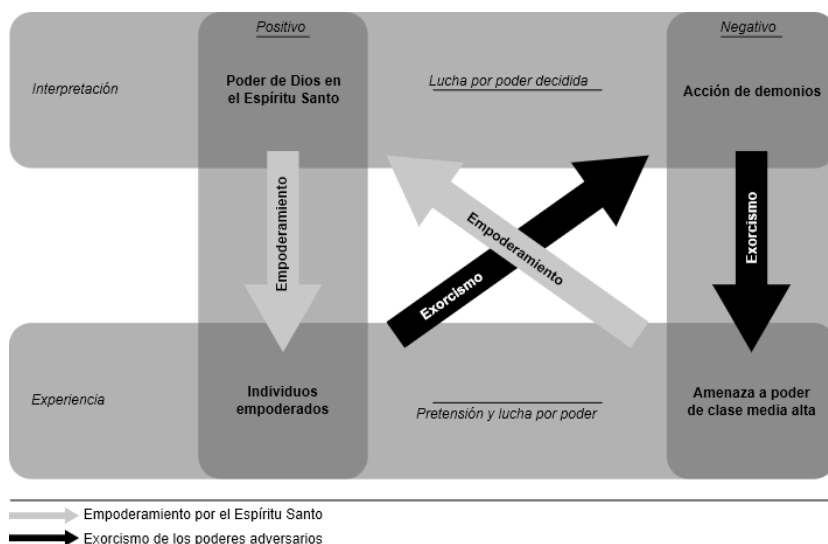 Positivo
Negativo
Interpretación
Poder de Dios en
el Espíritu Santo
Lucha por poder decidida
Acción de demonios
Empoderamiento
Exorcismo
Empoderamiento
Exorcismo
Experiencia
Individuos
empoderados
Pretensión y lucha por poder
Amenaza a poder
de clase media alta
Empoderamiento por el Espíritu Santo
Exorcismo de los poderes adversarios